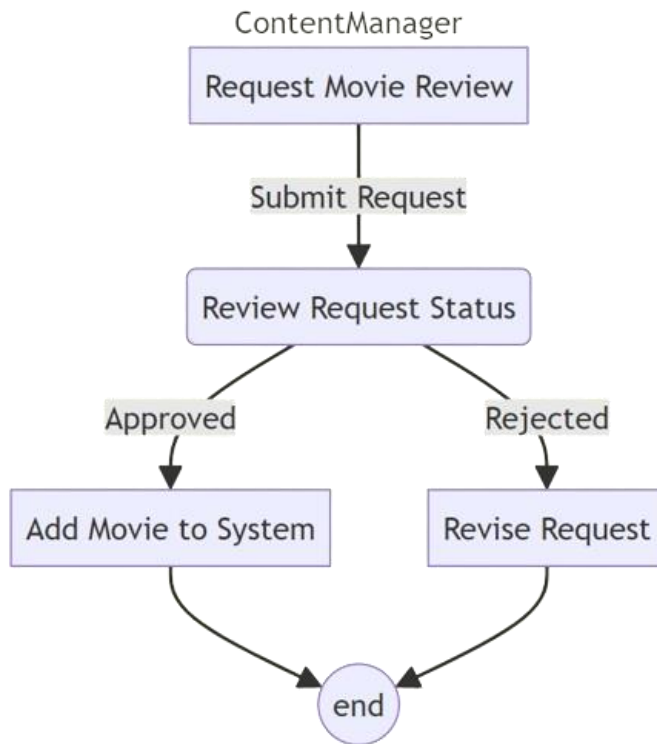 ContentManager
Request Movie Review
Submit Request
Review Request Status
Approved
Rejected
Add Movie to System
Revise Request
end